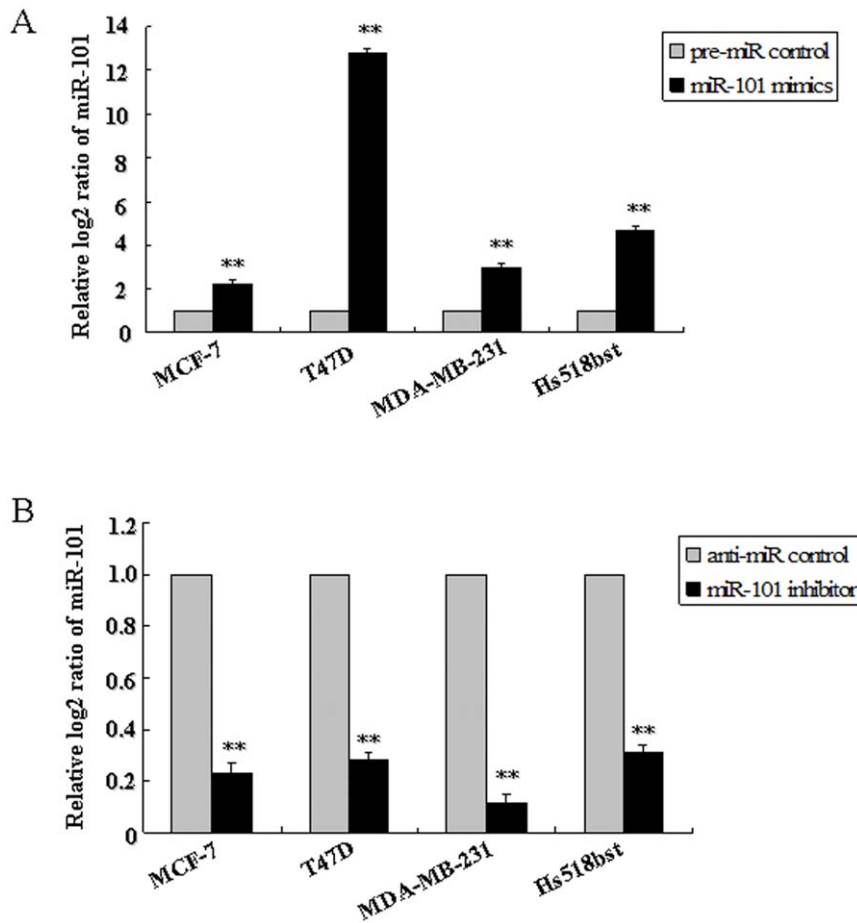 A
Relative log2 ratio of miR-101
14
12
10
8
6
4
2
0
**
**
**
**
MCF-7
T47D
MDA-MB-231
Hs518bst
pre-miR control
miR-101 mimics
B
Relative log2 ratio of miR-101
1.2
1.0
0.8
0.6
0.4
0.2
0
**
**
**
**
MCF-7
T47D
MDA-MB-231
Hs518bst
anti-miR control
miR-101 inhibitor